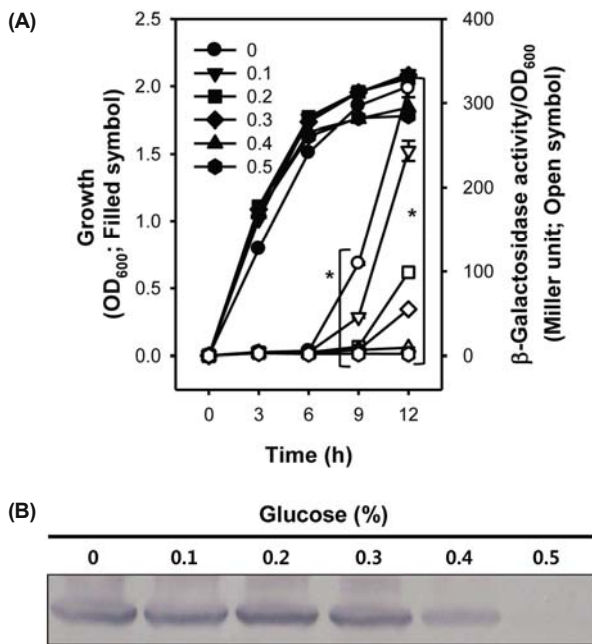 (A)
2.5
2.0
1.5
1.0
0.5
0.0
Growth
(OD600; Filled symbol)
0
0.1
0.2
0.3
0.4
0.5
*
*
400
300
200
100
0
β-Galactosidase activity/OD600
(Miller unit; Open symbol)
0 3 6 9 12
Time (h)
(B)
Glucose (%)
0 0.1 0.2 0.3 0.4 0.5